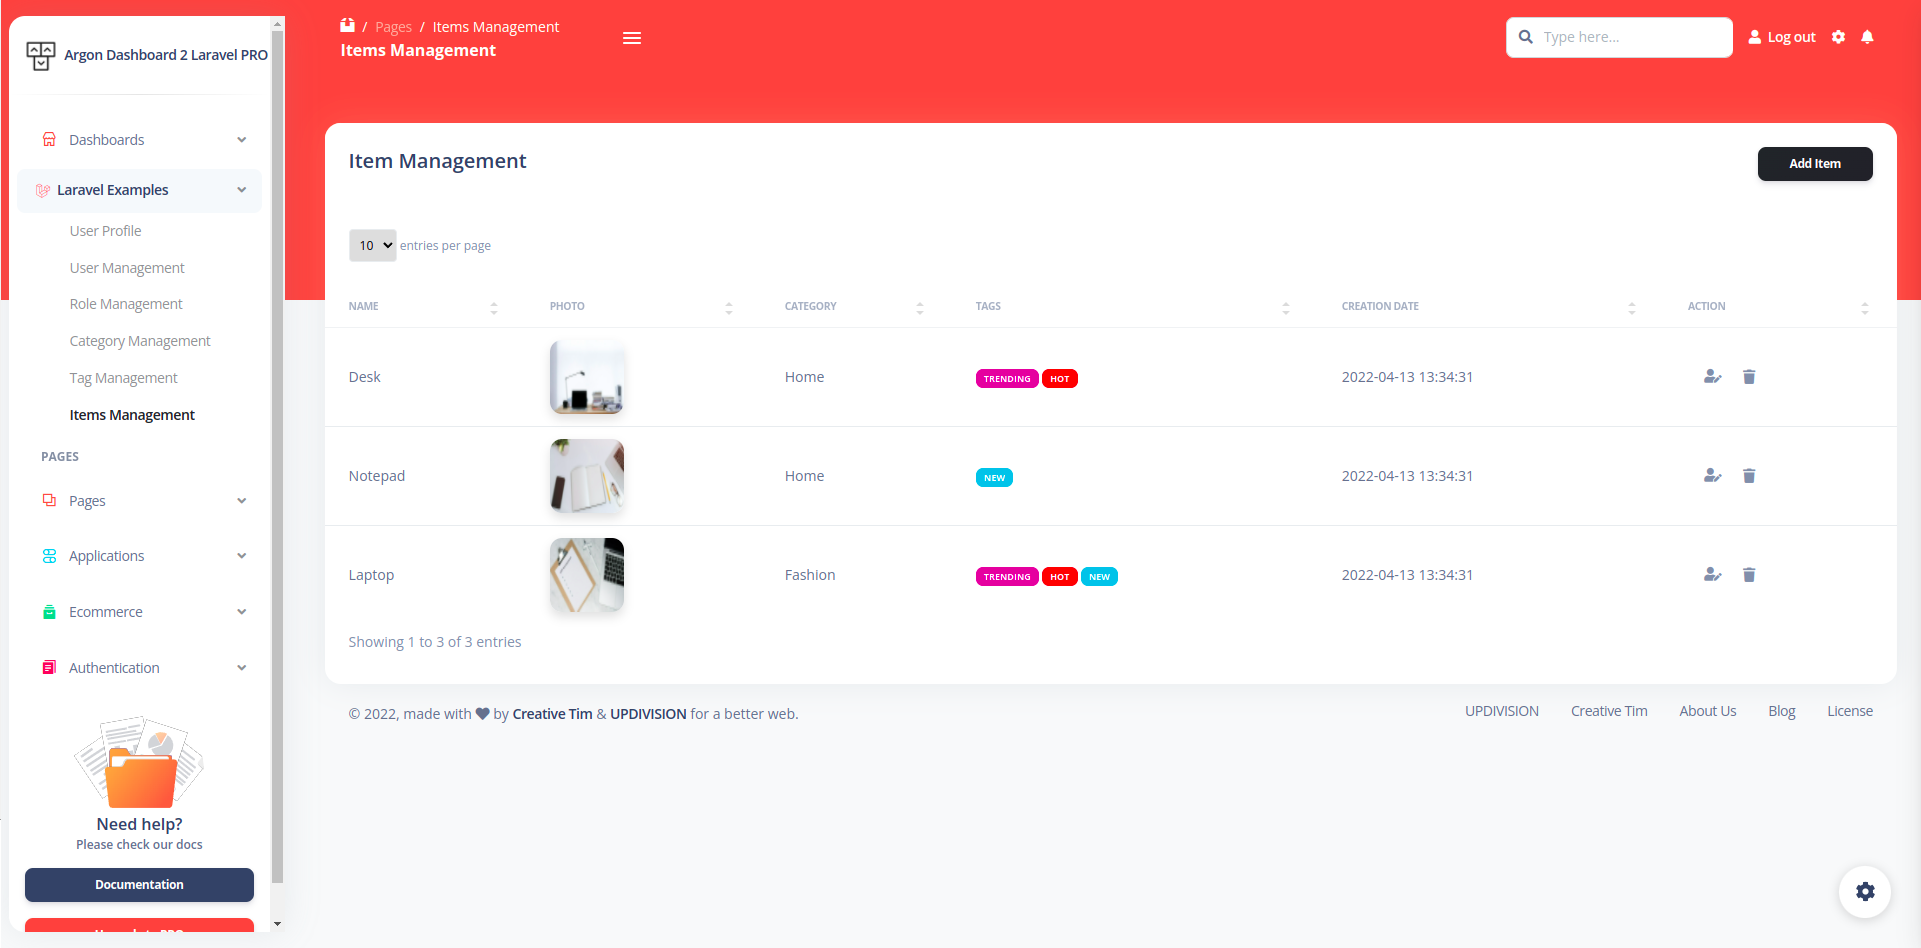 Argon Dashboard 2 Laravel PRO
Dashboards
Laravel Examples
User Profile
User Management
Role Management
Category Management
Tag Management
Items Management
PAGES
Pages
Applications
Ecommerce
Authentication
Need help?
Please check our docs
Documentation
/ Pages / Items Management
Items Management
Type here...
Log out
Item Management
Add Item
10 entries per page
NAME PHOTO CATEGORY TAGS CREATION DATE ACTION
Desk Home TRENDING HOT 2022-04-13 13:34:31
Notepad Home NEW 2022-04-13 13:34:31
Laptop Fashion TRENDING HOT NEW 2022-04-13 13:34:31
Showing 1 to 3 of 3 entries
© 2022, made with by Creative Tim & UPDIVISION for a better web.
UPDIVISION Creative Tim About Us Blog License